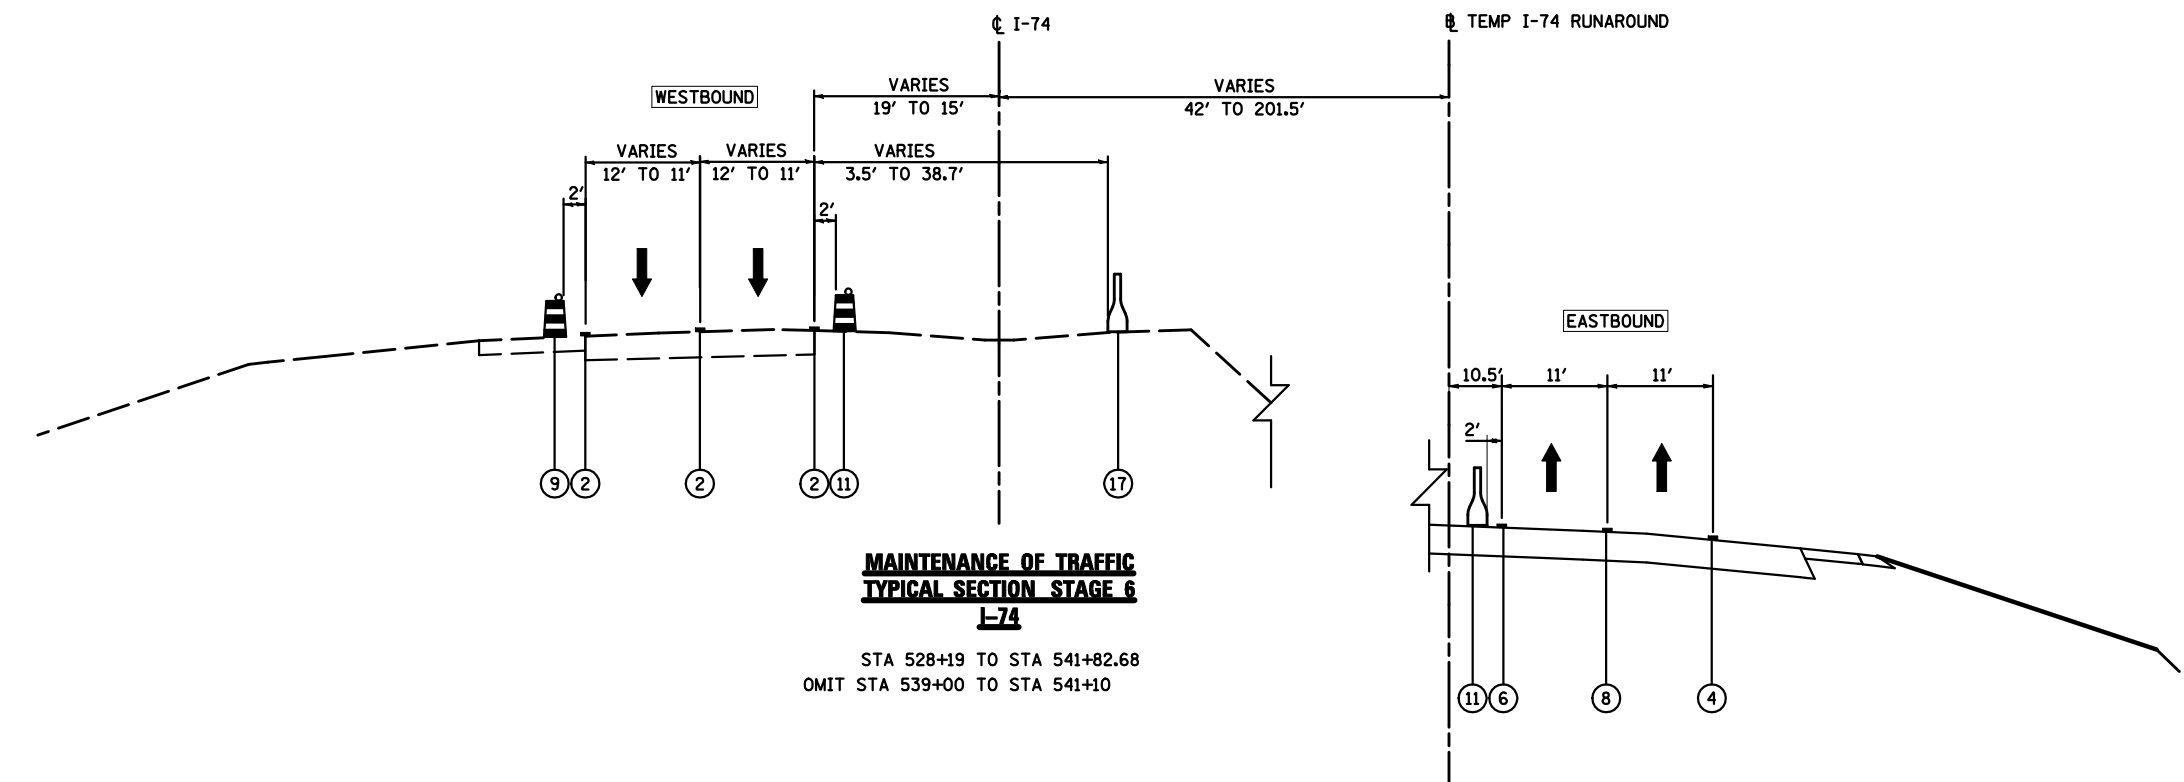 ℄ I-74
℄ TEMP I-74 RUNAROUND
WESTBOUND
VARIES
19' TO 15'
VARIES
42' TO 201.5'
VARIES
12' TO 11'
VARIES
12' TO 11'
VARIES
3.5' TO 38.7'
2'
2'
EASTBOUND
10.5'
11'
11'
2'
9
2
2
2
11
17
MAINTENANCE OF TRAFFIC
TYPICAL SECTION STAGE 6
I-74
STA 528+19 TO STA 541+82.68
OMIT STA 539+00 TO STA 541+10
11
6
8
4